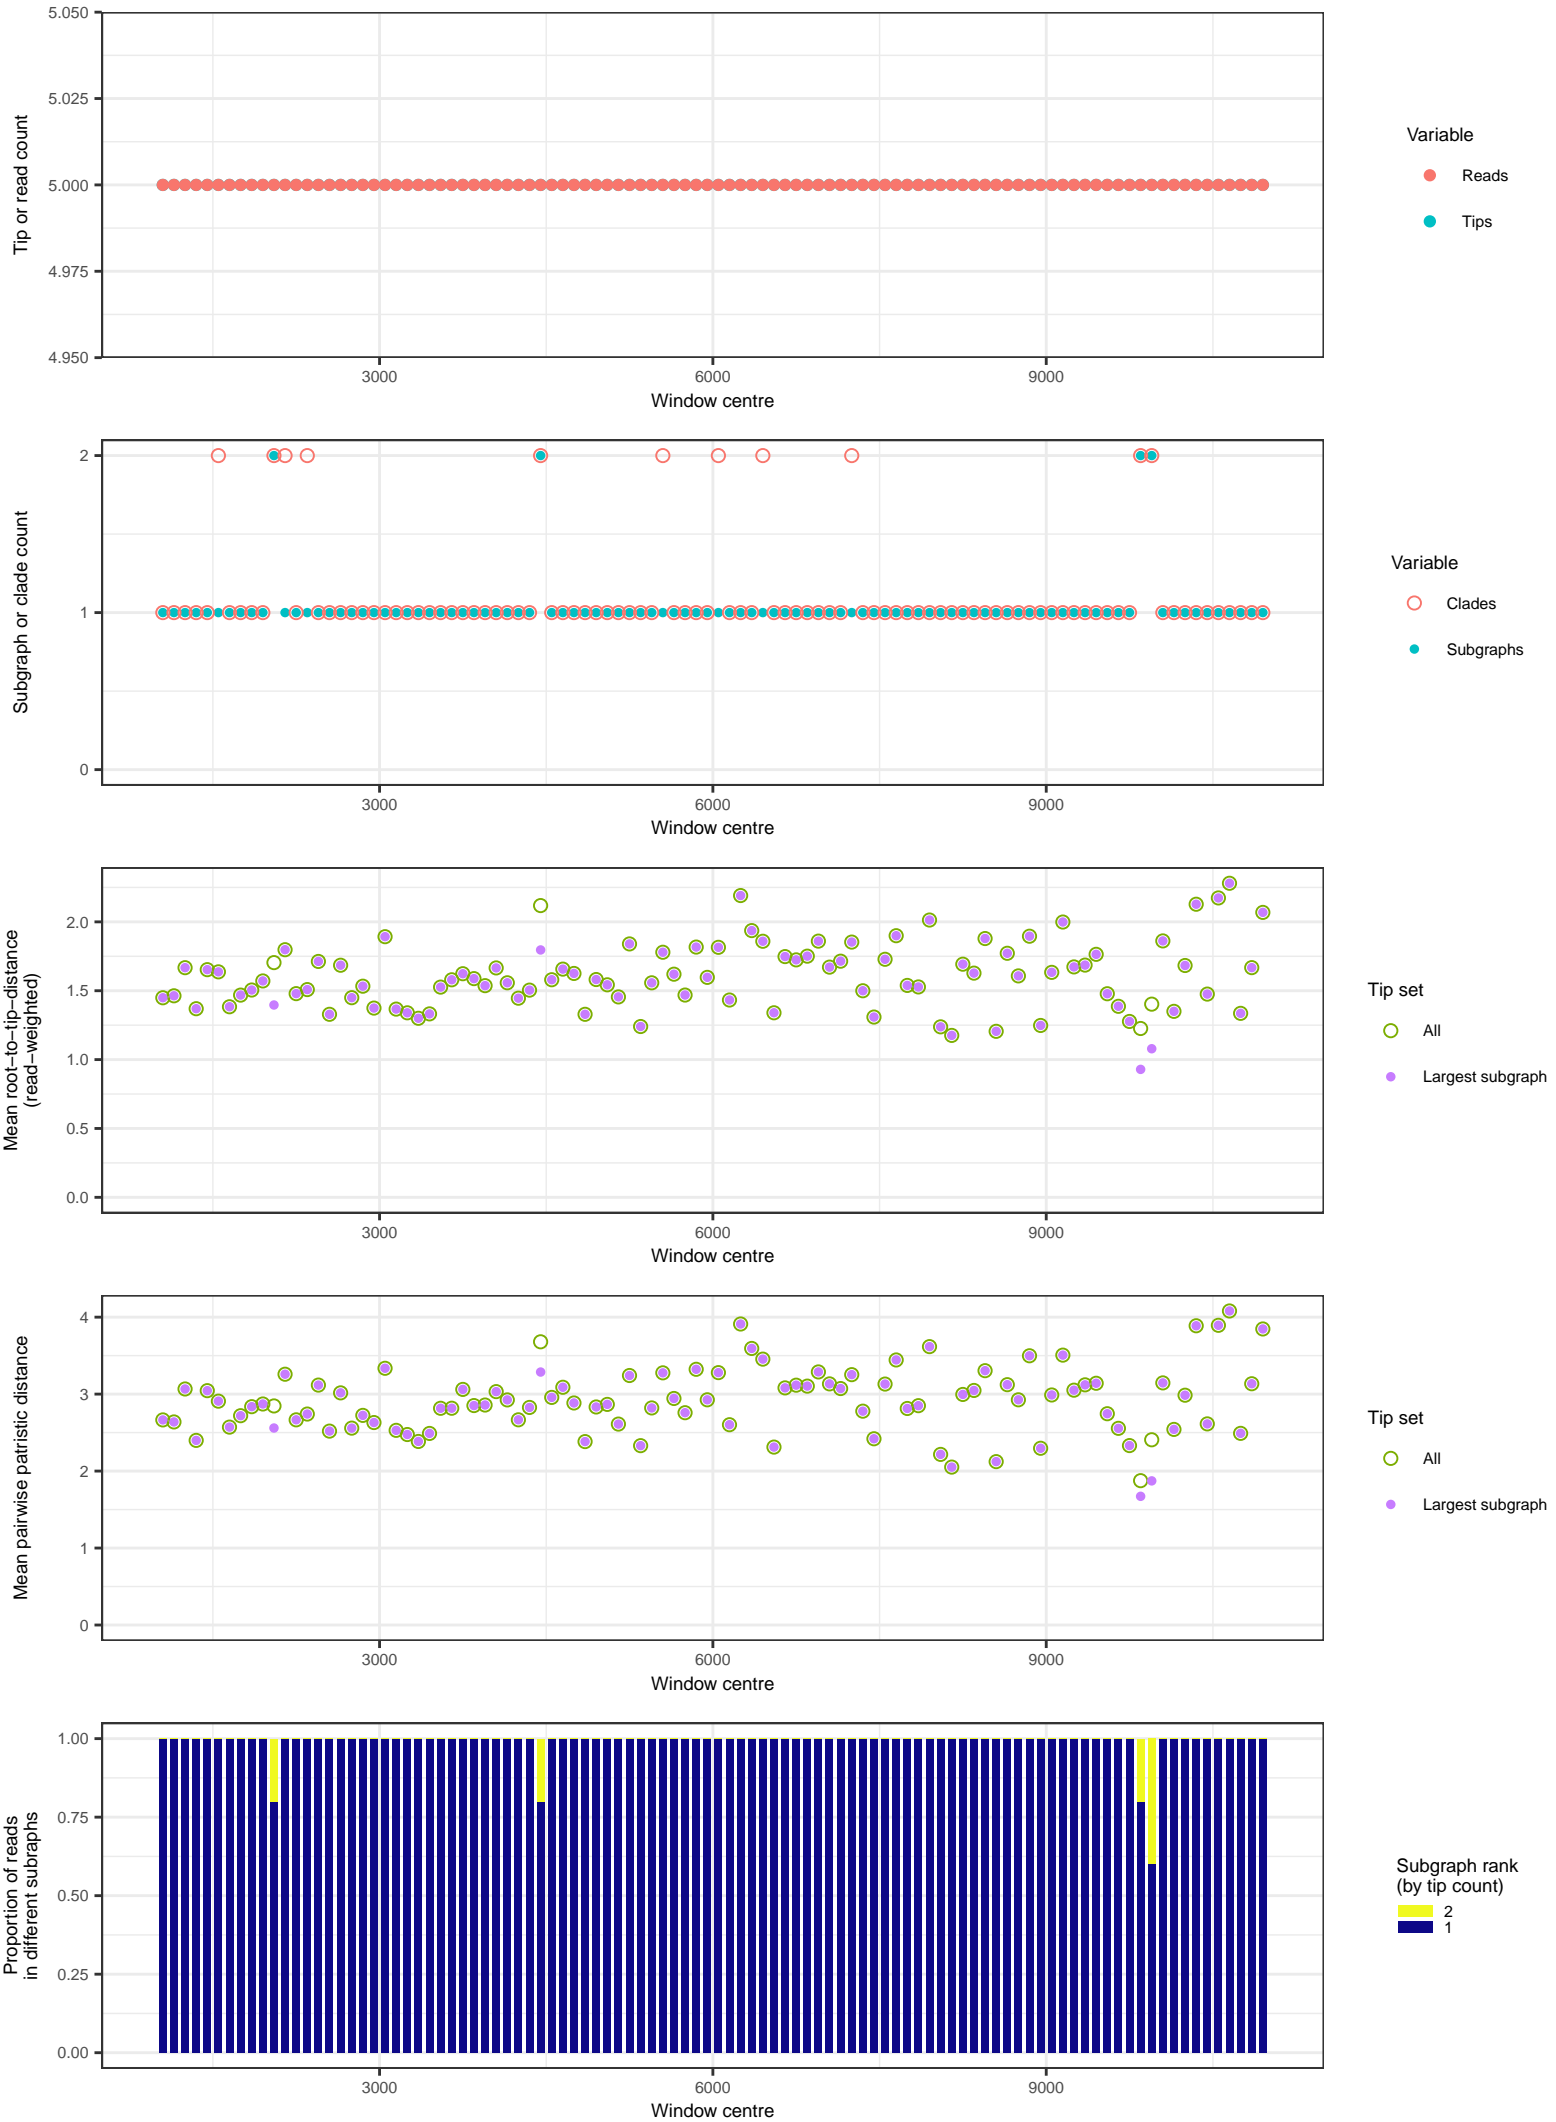 5.050
5.025
5.000
4.975
4.950
Tip or read count
3000
6000
9000
Window centre
Variable
Reads
Tips
2
1
0
Subgraph or clade count
3000
6000
9000
Window centre
Variable
Clades
Subgraphs
2.0
1.5
1.0
0.5
0.0
Mean root−to−tip−distance
(read−weighted)
3000
6000
9000
Window centre
Tip set
All
Largest subgraph
4
3
2
1
0
Mean pairwise patristic distance
3000
6000
9000
Window centre
Tip set
All
Largest subgraph
1.00
0.75
0.50
0.25
0.00
Proportion of reads
in different subraphs
3000
6000
9000
Window centre
Subgraph rank
(by tip count)
2
1